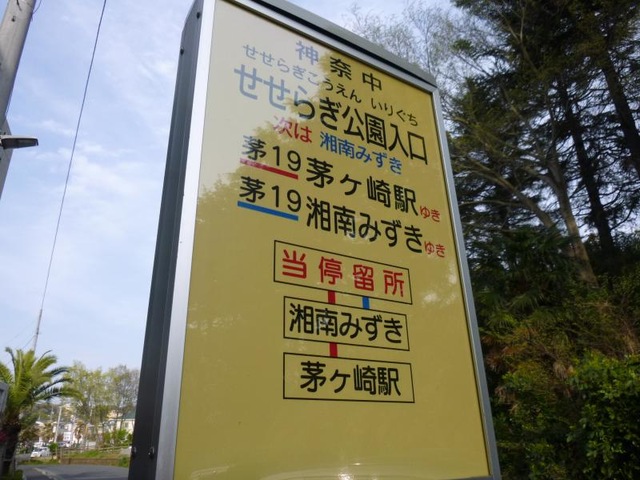 神奈中
せせらぎこうえん いりぐち
せせらぎ公園入口
次は 湘南みずき
茅19 茅ヶ崎駅 ゆき
茅19 湘南みずき ゆき
当停留所
湘南みずき
茅ヶ崎駅